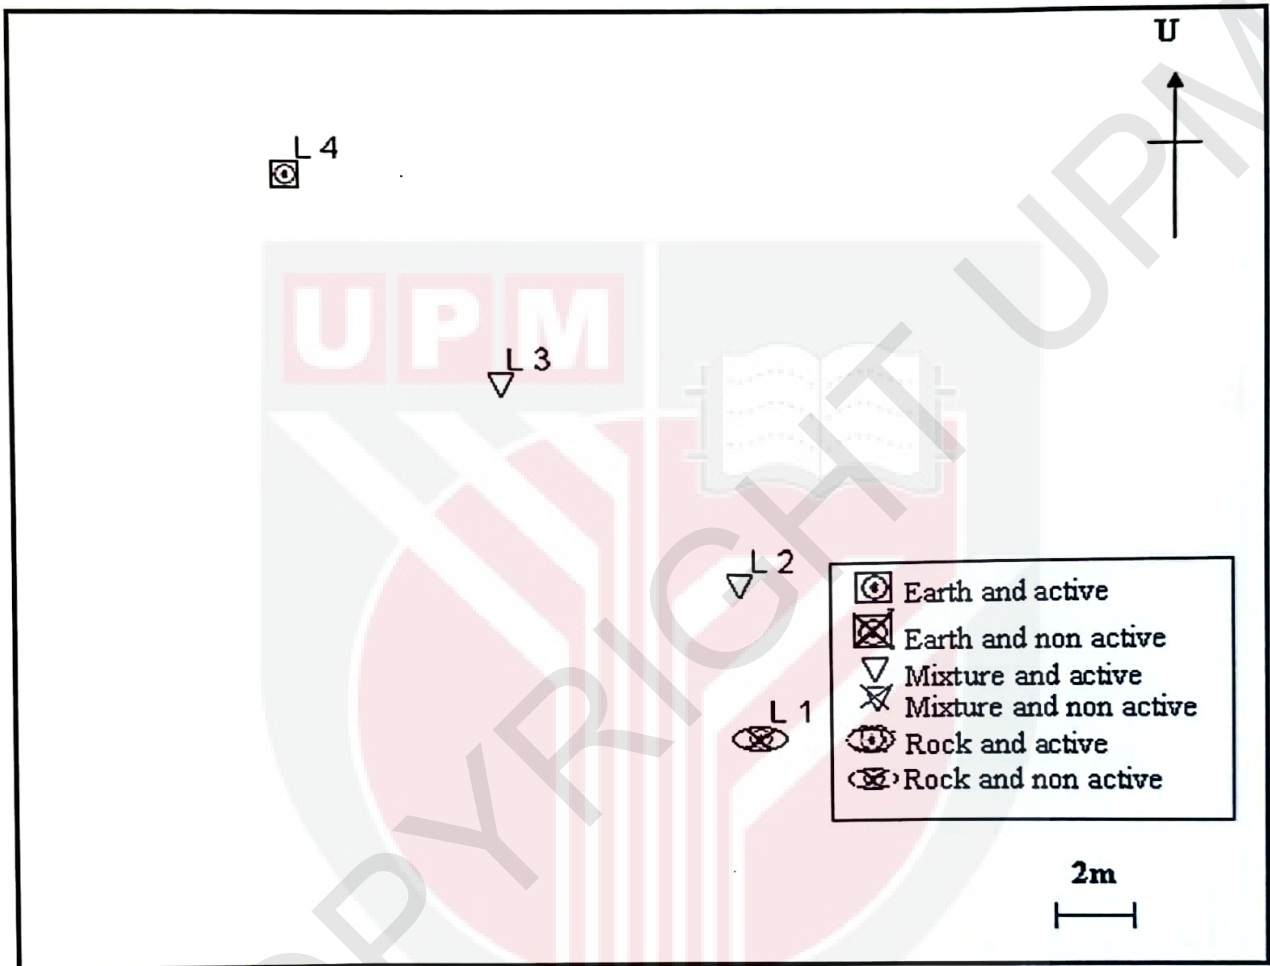 U
L 4
UPM
L 3
L 2
Earth and active
Earth and non active
Mixture and active
Mixture and non active
Rock and active
Rock and non active
L 1
2m
COPYRIGHT UPM